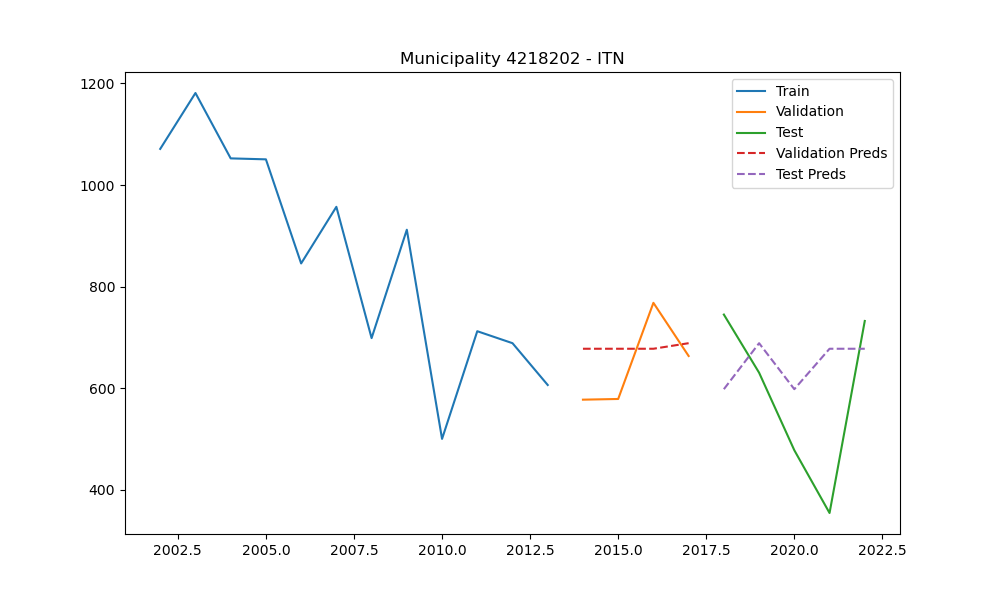 Municipality 4218202 - ITN
1200
1000
800
600
400
Train
Validation
Test
Validation Preds
Test Preds
2002.5 2005.0 2007.5 2010.0 2012.5 2015.0 2017.5 2020.0 2022.5